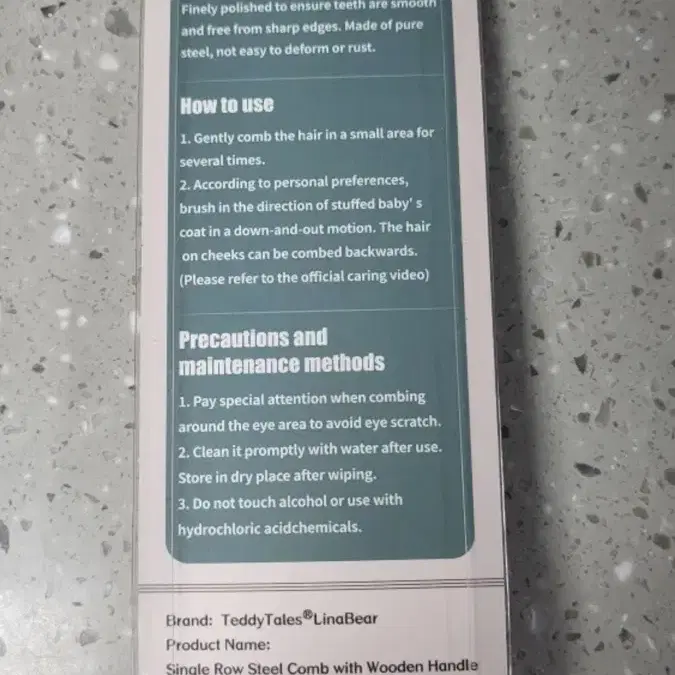 Finely polished to ensure teeth are smooth
and free from sharp edges. Made of pure
steel, not easy to deform or rust.
How to use
1. Gently comb the hair in a small area for
several times.
2. According to personal preferences,
brush in the direction of stuffed baby' s
coat in a down-and-out motion. The hair
on cheeks can be combed backwards.
(Please refer to the official caring video)
Precautions and
maintenance methods
1. Pay special attention when combing
around the eye area to avoid eye scratch.
2. Clean it promptly with water after use.
Store in dry place after wiping.
3. Do not touch alcohol or use with
hydrochloric acidchemicals.
Brand: TeddyTales®LinaBear
Product Name:
Single Row Steel Comb with Wooden Handle